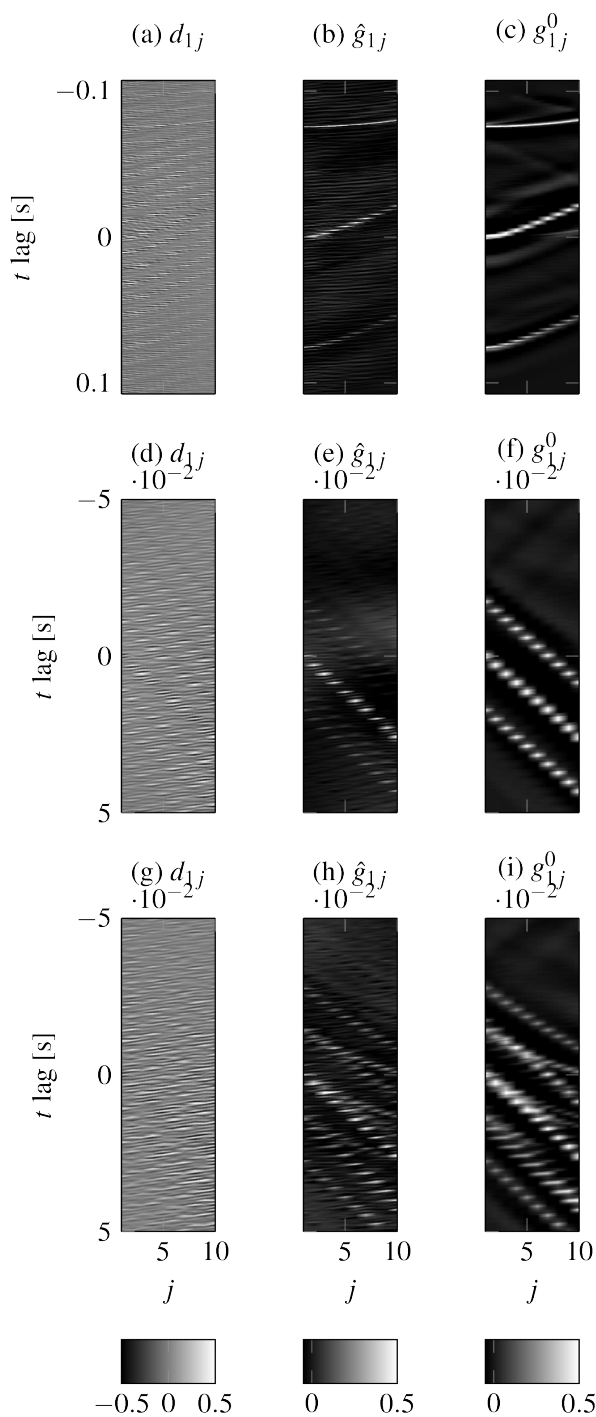 (a) d1j (b) ĝ1j (c) g⁰1j
−0.1
0
0.1
t lag [s]
(d) d1j (e) ĝ1j (f) g⁰1j
·10⁻² ·10⁻² ·10⁻²
−5
0
5
t lag [s]
(g) d1j (h) ĝ1j (i) g⁰1j
·10⁻² ·10⁻² ·10⁻²
−5
0
5
t lag [s]
5 10 5 10 5 10
j j j
−0.5 0 0.5 0 0.5 0 0.5